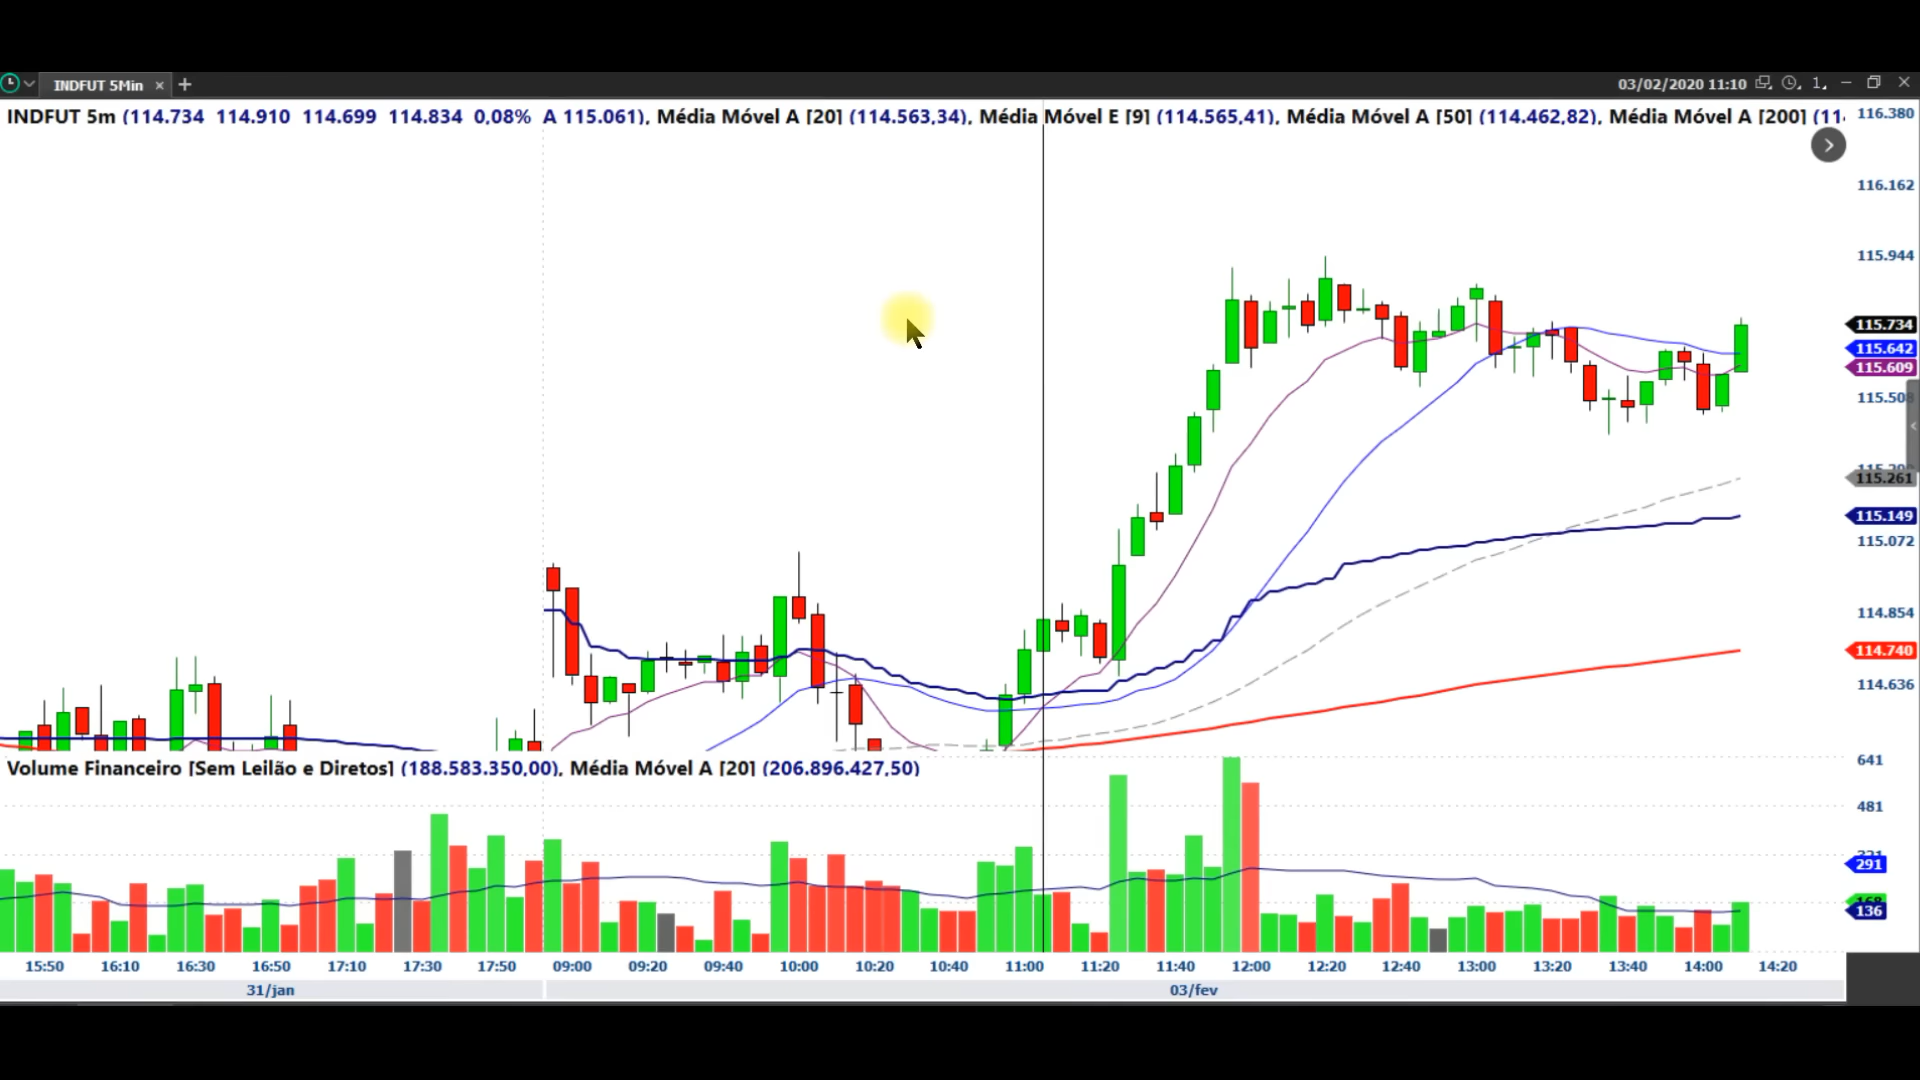 INDFUT 5Min × +
03/02/2020 11:10 1
INDFUT 5m (114.734 114.910 114.699 114.834 0,08% A 115.061), Média Móvel A [20] (114.563,34), Média Móvel E [9] (114.565,41), Média Móvel A [50] (114.462,82), Média Móvel A [200] (11
116.380
116.162
115.944
115.734
115.642
115.609
115.508
115.261
115.149
115.072
114.854
114.740
114.636
Volume Financeiro [Sem Leilão e Diretos] (188.583.350,00), Média Móvel A [20] (206.896.427,50)
641
481
291
136
15:50 16:10 16:30 16:50 17:10 17:30 17:50 09:00 09:20 09:40 10:00 10:20 10:40 11:00 11:20 11:40 12:00 12:20 12:40 13:00 13:20 13:40 14:00 14:20
31/jan 03/fev